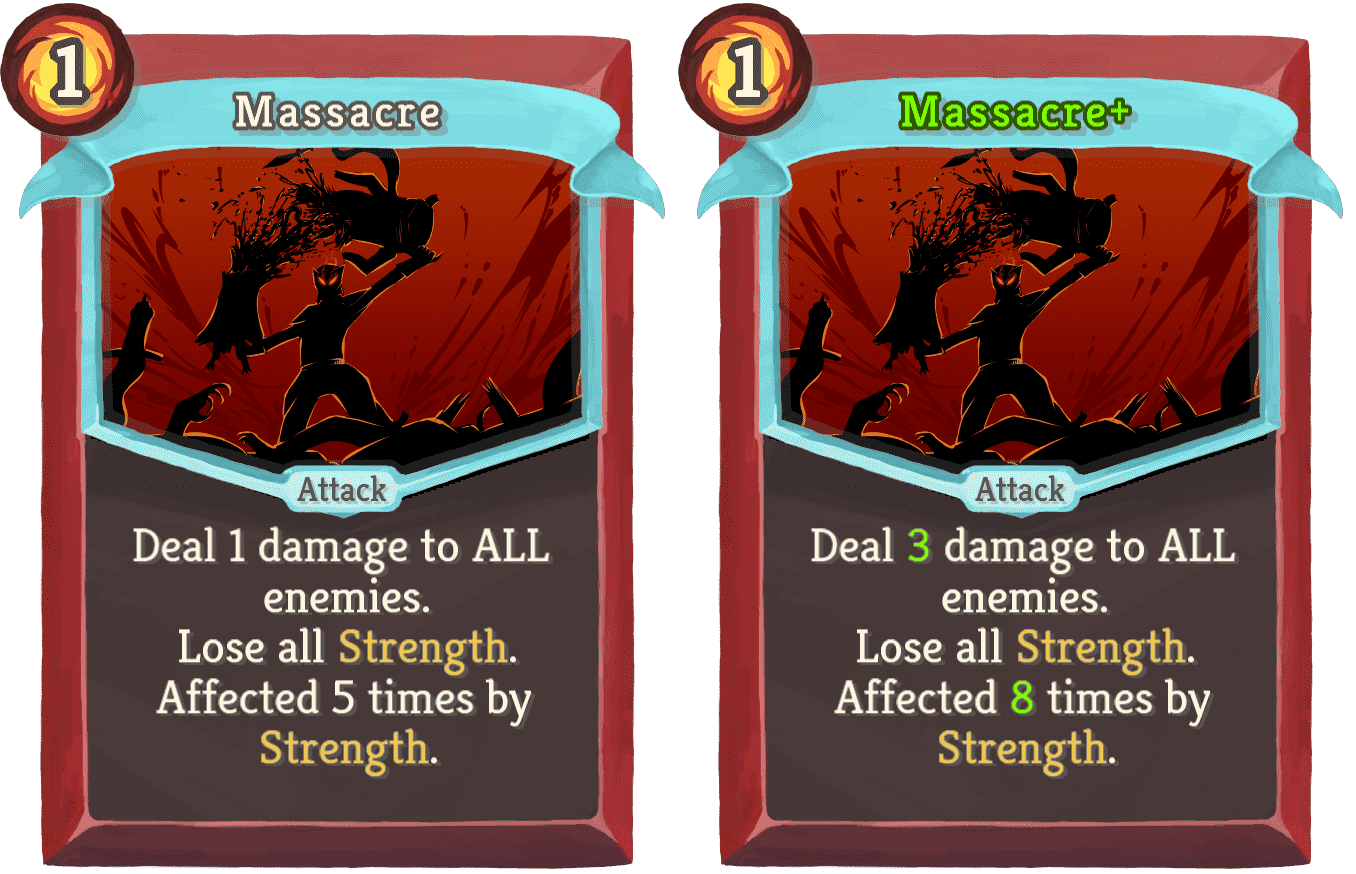 1
Massacre
Attack
Deal 1 damage to ALL
enemies.
Lose all Strength.
Affected 5 times by
Strength.
1
Massacre+
Attack
Deal 3 damage to ALL
enemies.
Lose all Strength.
Affected 8 times by
Strength.